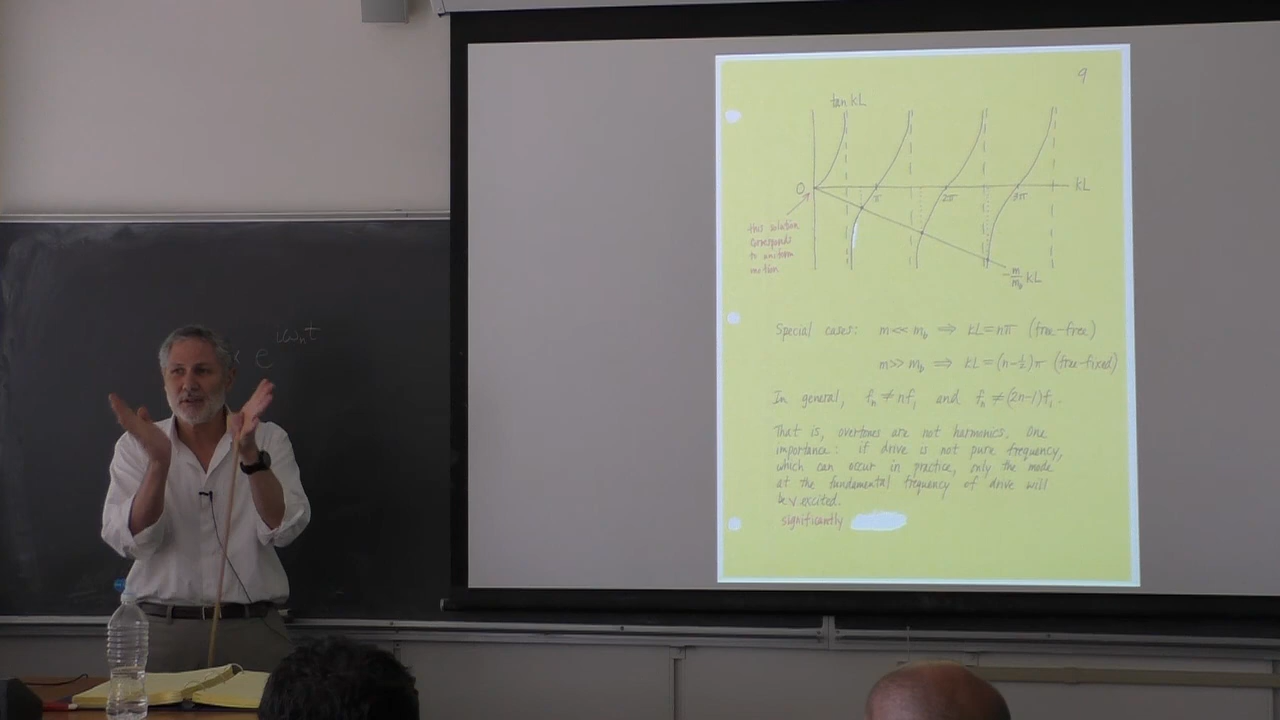 9
tan kL
0
kL
π
2π
3π
this solution
corresponds
to uniform
motion
-m/m_b kL
Special cases: m << m_b ⇒ kL = nπ (free-free)
m >> m_b ⇒ kL = (n-½)π (free-fixed)
In general, f_n ≠ nf_1 and f_n ≠ (2n-1)f_1.
That is, overtones are not harmonics. One
importance: if drive is not pure frequency,
which can occur in practice, only the mode
at the fundamental frequency of drive will
be v excited.
significantly
e^{iω_n t}